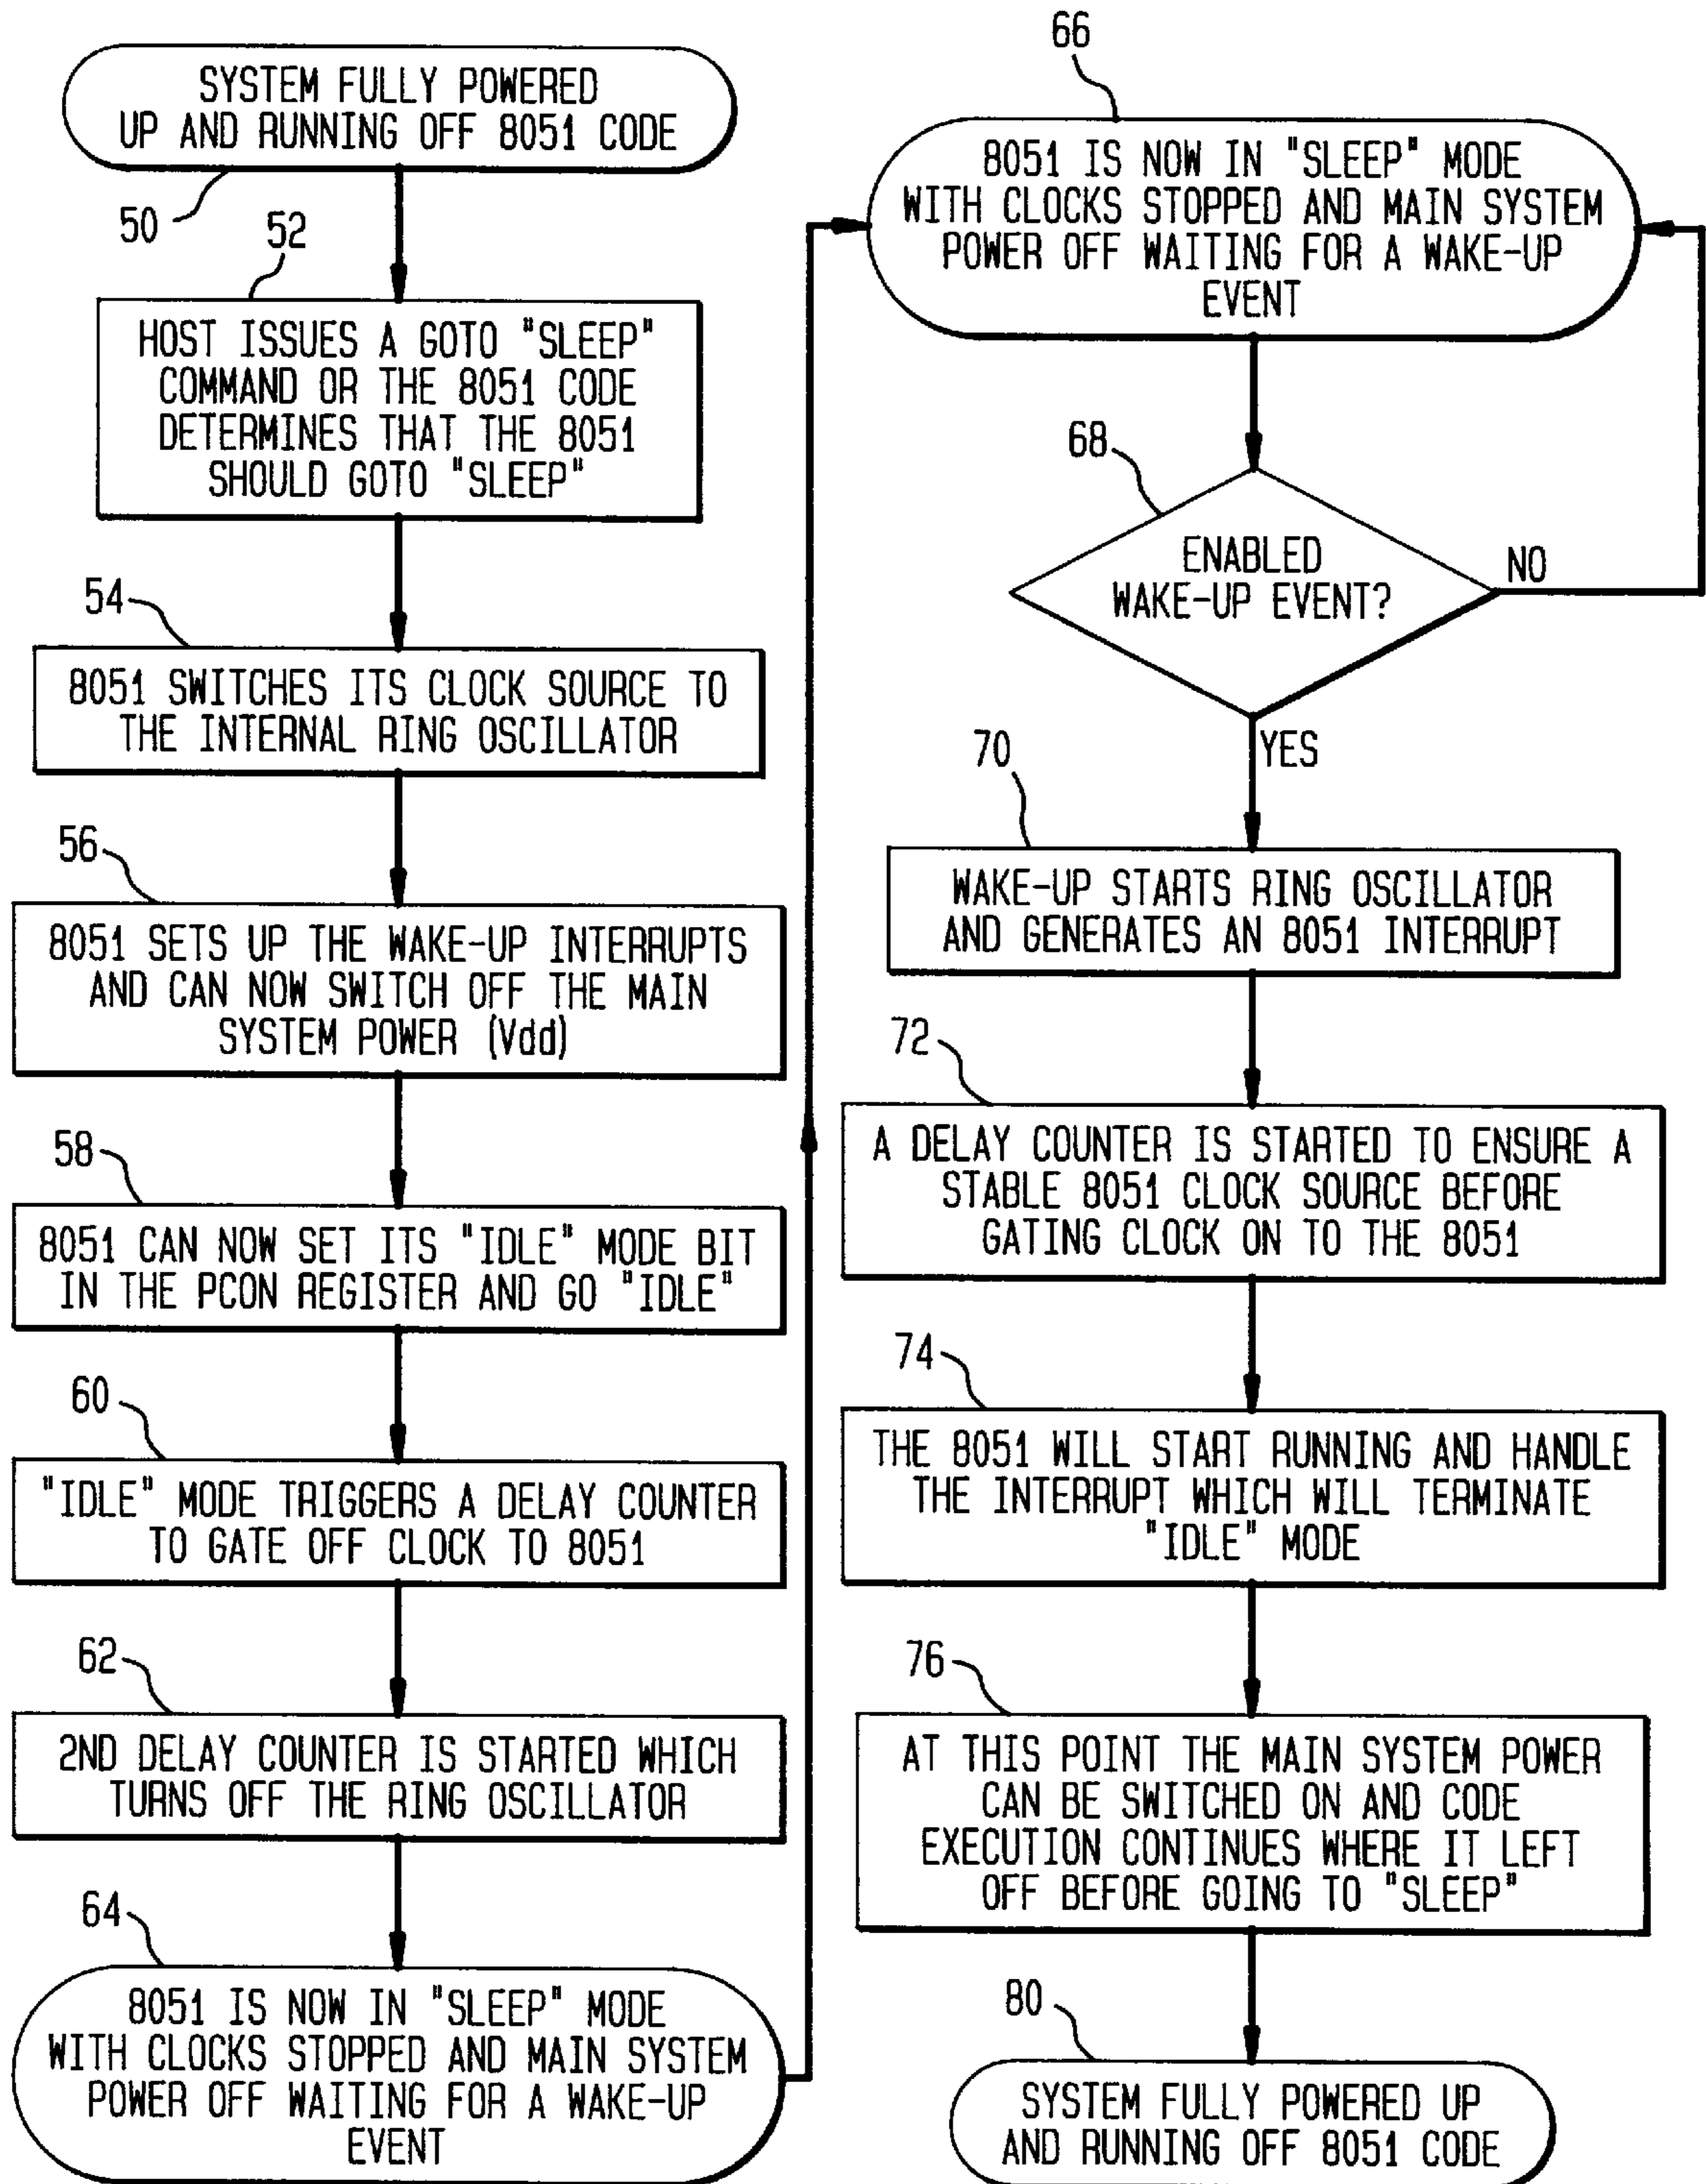 SYSTEM FULLY POWERED
UP AND RUNNING OFF 8051 CODE
50
52
HOST ISSUES A GOTO "SLEEP"
COMMAND OR THE 8051 CODE
DETERMINES THAT THE 8051
SHOULD GOTO "SLEEP"
54
8051 SWITCHES ITS CLOCK SOURCE TO
THE INTERNAL RING OSCILLATOR
56
8051 SETS UP THE WAKE-UP INTERRUPTS
AND CAN NOW SWITCH OFF THE MAIN
SYSTEM POWER (Vdd)
58
8051 CAN NOW SET ITS "IDLE" MODE BIT
IN THE PCON REGISTER AND GO "IDLE"
60
"IDLE" MODE TRIGGERS A DELAY COUNTER
TO GATE OFF CLOCK TO 8051
62
2ND DELAY COUNTER IS STARTED WHICH
TURNS OFF THE RING OSCILLATOR
64
8051 IS NOW IN "SLEEP" MODE
WITH CLOCKS STOPPED AND MAIN SYSTEM
POWER OFF WAITING FOR A WAKE-UP
EVENT
66
8051 IS NOW IN "SLEEP" MODE
WITH CLOCKS STOPPED AND MAIN SYSTEM
POWER OFF WAITING FOR A WAKE-UP
EVENT
68
ENABLED
WAKE-UP EVENT?
NO
YES
70
WAKE-UP STARTS RING OSCILLATOR
AND GENERATES AN 8051 INTERRUPT
72
A DELAY COUNTER IS STARTED TO ENSURE A
STABLE 8051 CLOCK SOURCE BEFORE
GATING CLOCK ON TO THE 8051
74
THE 8051 WILL START RUNNING AND HANDLE
THE INTERRUPT WHICH WILL TERMINATE
"IDLE" MODE
76
AT THIS POINT THE MAIN SYSTEM POWER
CAN BE SWITCHED ON AND CODE
EXECUTION CONTINUES WHERE IT LEFT
OFF BEFORE GOING TO "SLEEP"
80
SYSTEM FULLY POWERED UP
AND RUNNING OFF 8051 CODE